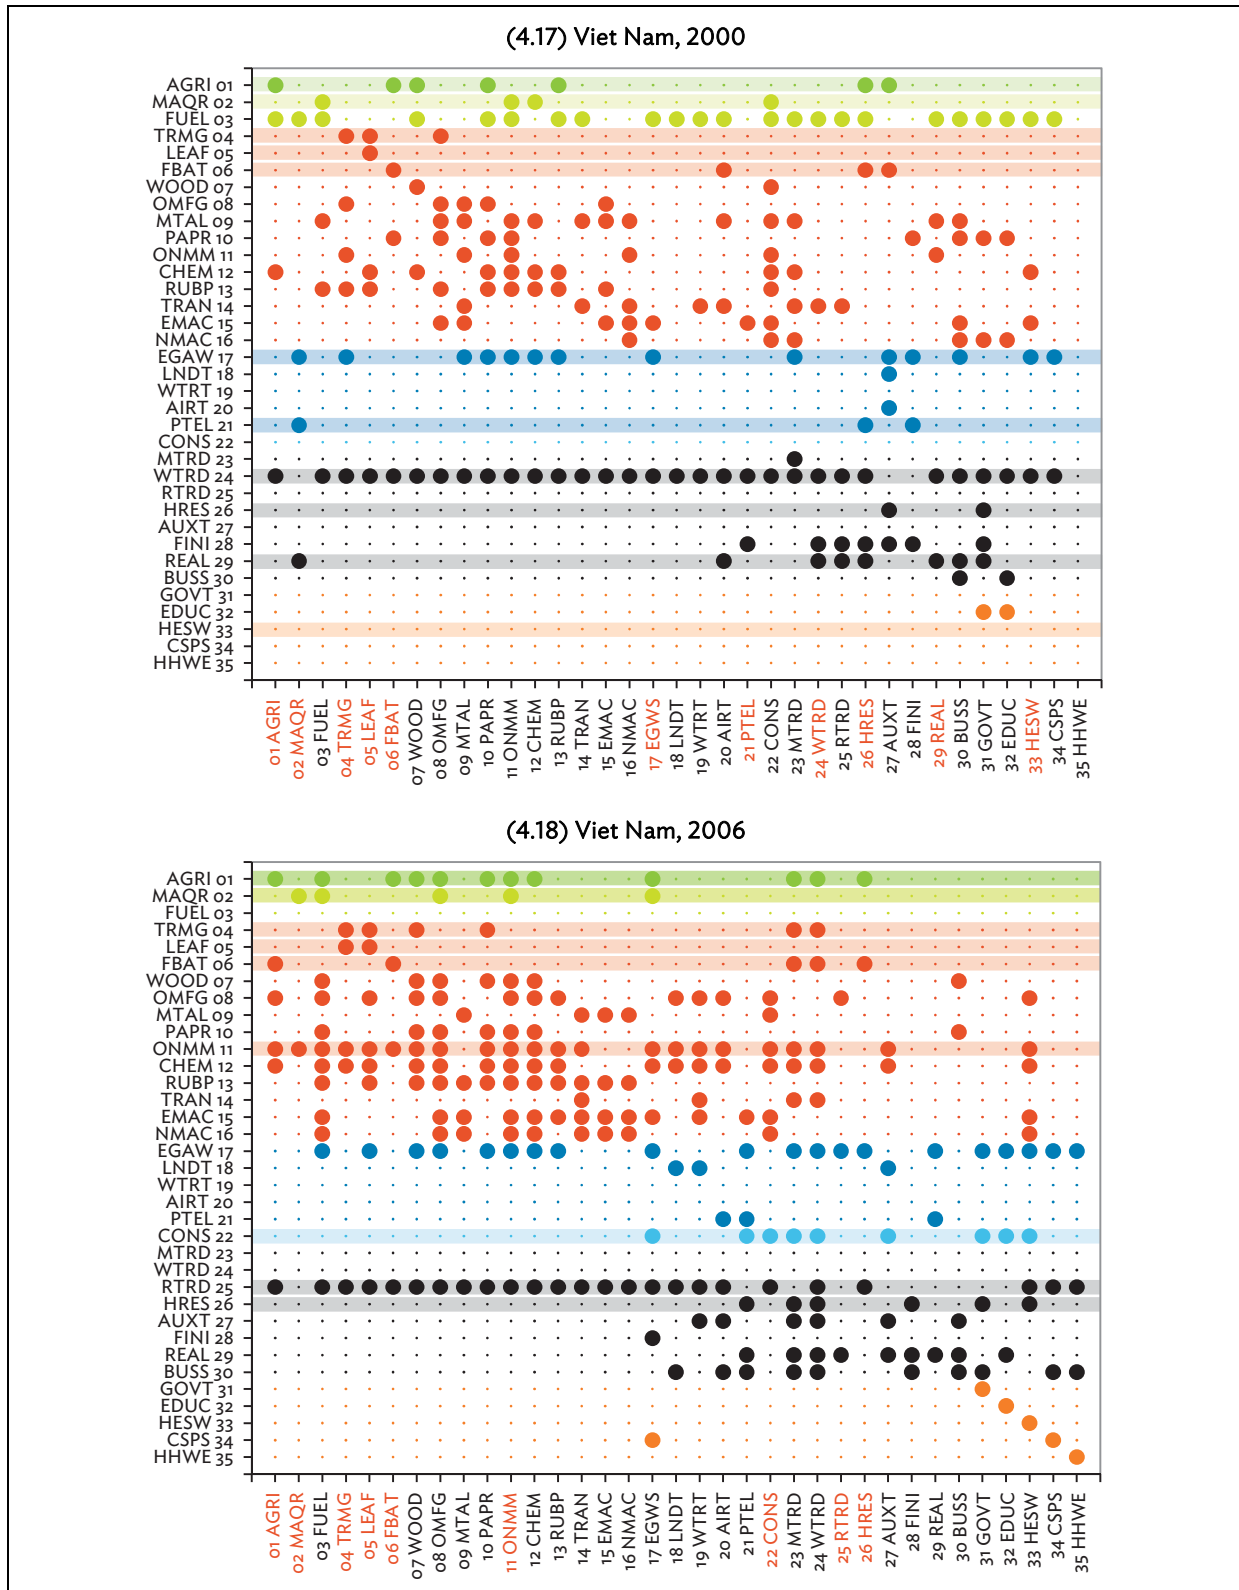 (4.17) Viet Nam, 2000
AGRI 01
MAQR 02
FUEL 03
TRMG 04
LEAF 05
FBAT 06
WOOD 07
OMFG 08
MTAL 09
PAPR 10
ONMM 11
CHEM 12
RUBP 13
TRAN 14
EMAC 15
NMAC 16
EGAW 17
LNDT 18
WTRT 19
AIRT 20
PTEL 21
CONS 22
MTRD 23
WTRD 24
RTRD 25
HRES 26
AUXT 27
FINI 28
REAL 29
BUSS 30
GOVT 31
EDUC 32
HESW 33
CSPS 34
HHWE 35
01 AGRI
02 MAQR
03 FUEL
04 TRMG
05 LEAF
06 FBAT
07 WOOD
08 OMFG
09 MTAL
10 PAPR
11 ONMM
12 CHEM
13 RUBP
14 TRAN
15 EMAC
16 NMAC
17 EGWS
18 LNDT
19 WTRT
20 AIRT
21 PTEL
22 CONS
23 MTRD
24 WTRD
25 RTRD
26 HRES
27 AUXT
28 FINI
29 REAL
30 BUSS
31 GOVT
32 EDUC
33 HESW
34 CSPS
35 HHWE
(4.18) Viet Nam, 2006
AGRI 01
MAQR 02
FUEL 03
TRMG 04
LEAF 05
FBAT 06
WOOD 07
OMFG 08
MTAL 09
PAPR 10
ONMM 11
CHEM 12
RUBP 13
TRAN 14
EMAC 15
NMAC 16
EGAW 17
LNDT 18
WTRT 19
AIRT 20
PTEL 21
CONS 22
MTRD 23
WTRD 24
RTRD 25
HRES 26
AUXT 27
FINI 28
REAL 29
BUSS 30
GOVT 31
EDUC 32
HESW 33
CSPS 34
HHWE 35
01 AGRI
02 MAQR
03 FUEL
04 TRMG
05 LEAF
06 FBAT
07 WOOD
08 OMFG
09 MTAL
10 PAPR
11 ONMM
12 CHEM
13 RUBP
14 TRAN
15 EMAC
16 NMAC
17 EGWS
18 LNDT
19 WTRT
20 AIRT
21 PTEL
22 CONS
23 MTRD
24 WTRD
25 RTRD
26 HRES
27 AUXT
28 FINI
29 REAL
30 BUSS
31 GOVT
32 EDUC
33 HESW
34 CSPS
35 HHWE